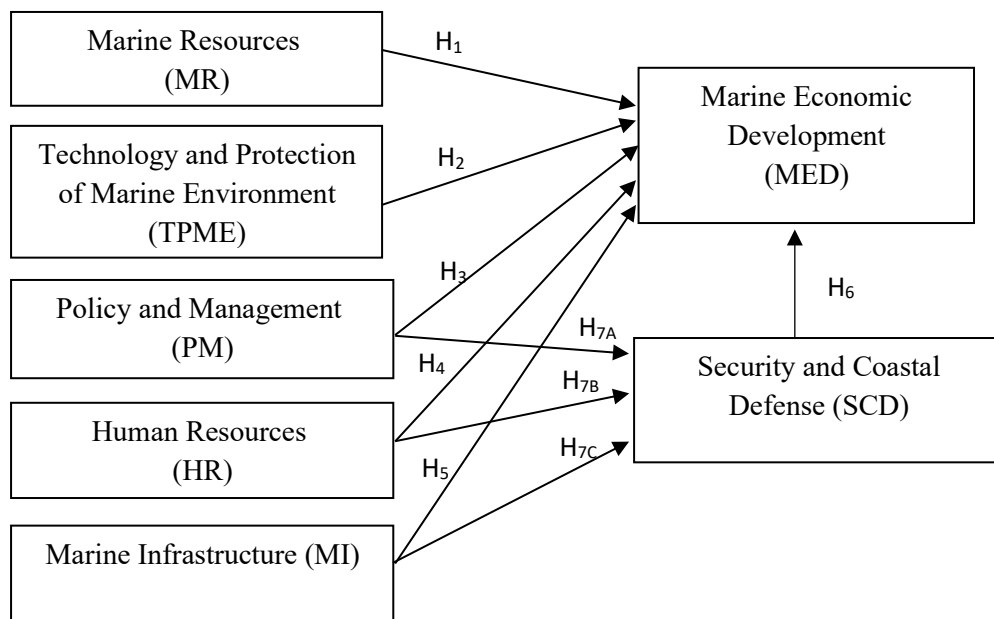 Marine Resources
(MR)
H1
Technology and Protection
of Marine Environment
(TPME)
H2
Policy and Management
(PM)
H3
H7A
Human Resources
(HR)
H4
H7B
Marine Infrastructure (MI)
H5
H7C
Marine Economic
Development
(MED)
H6
Security and Coastal
Defense (SCD)